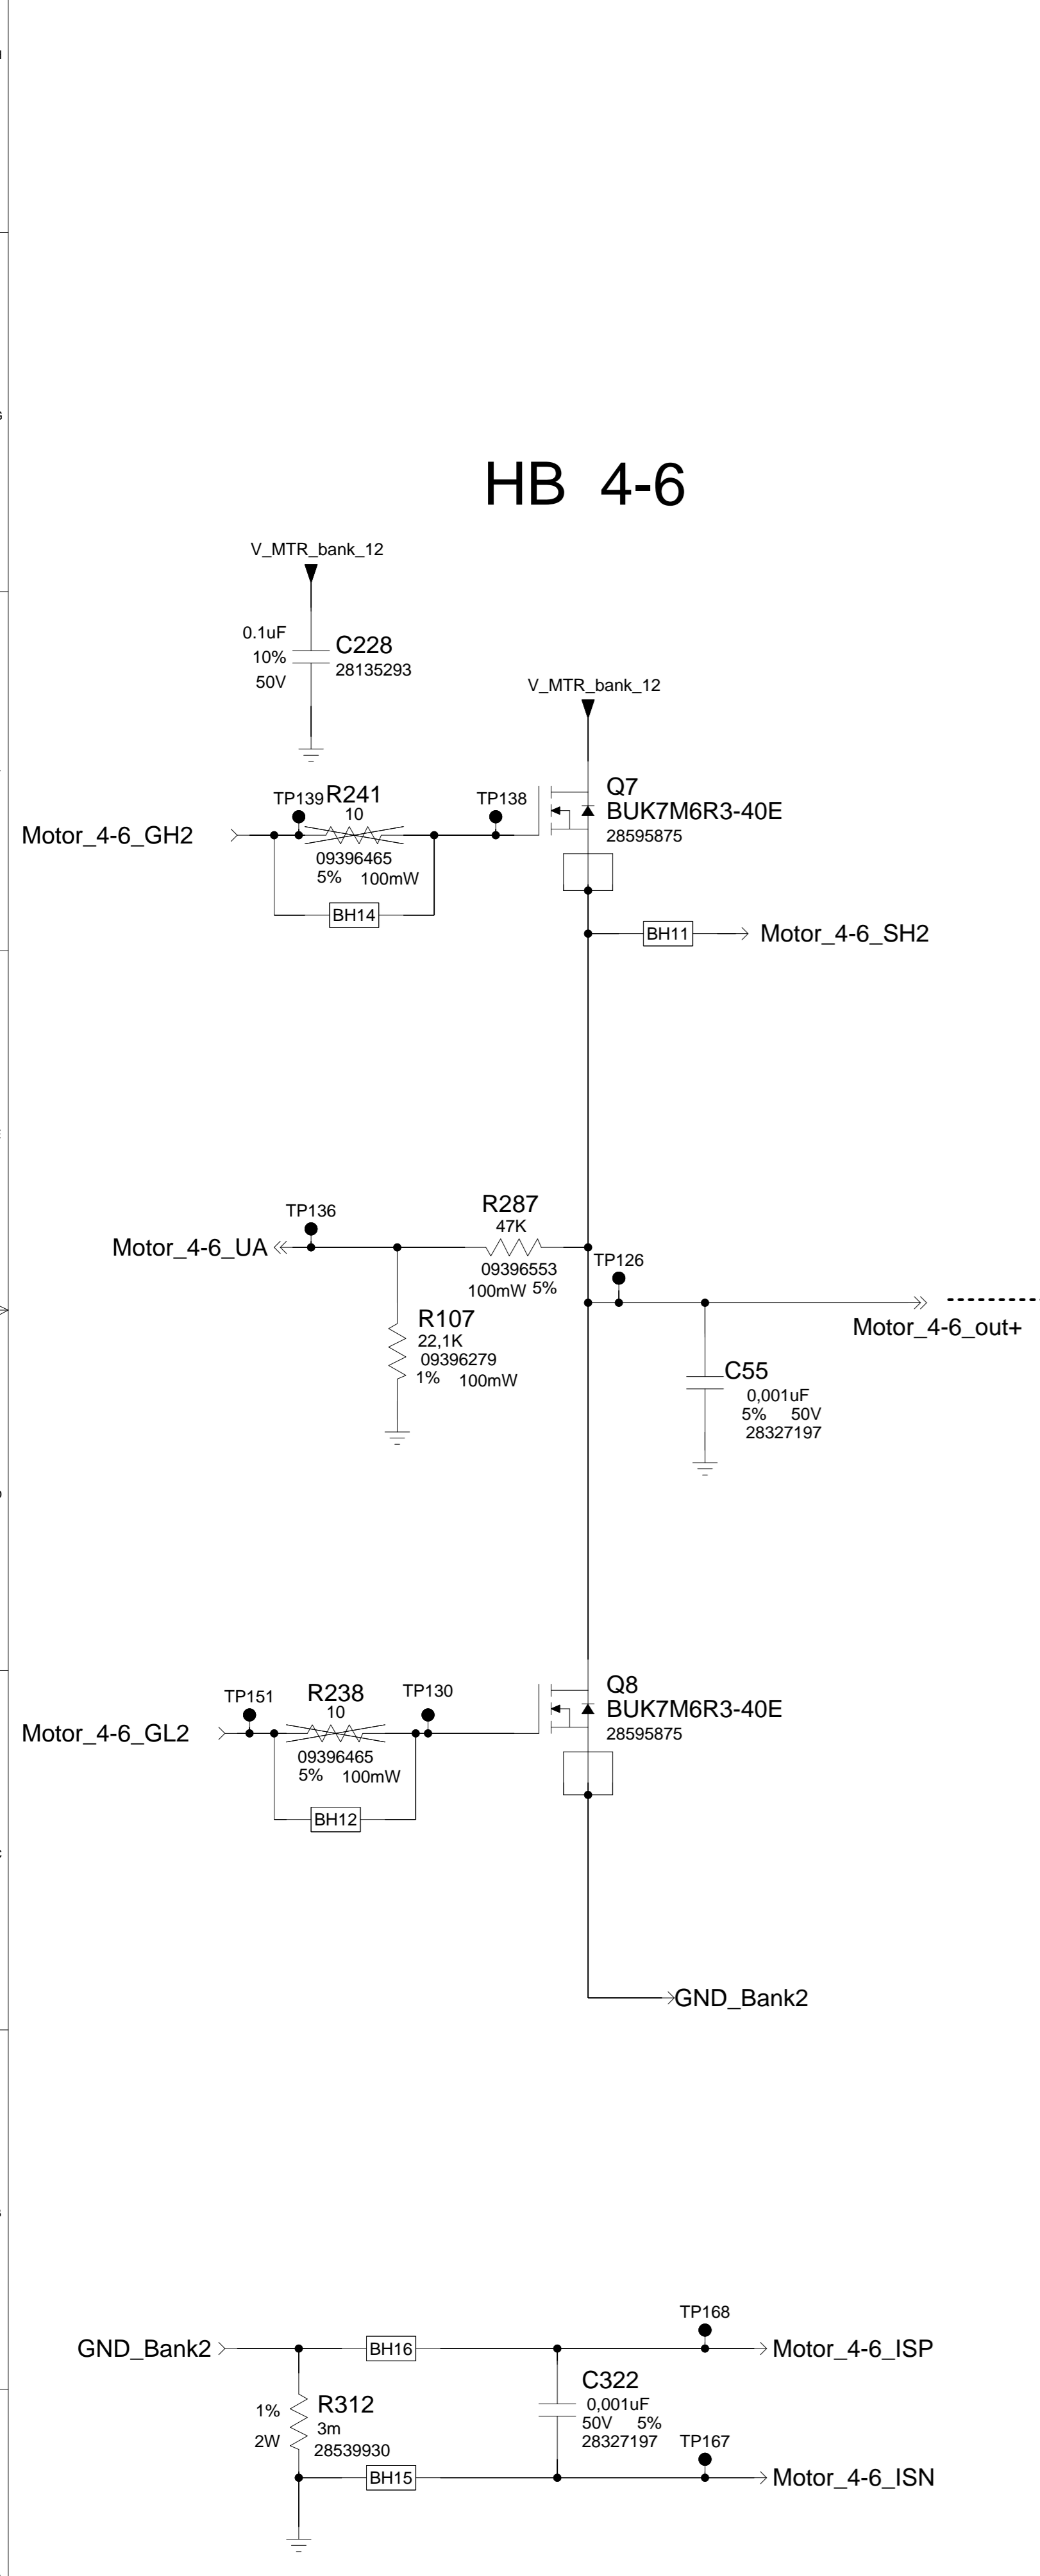 HB 4-6
V_MTR_bank_12
0.1uF
10%
50V
C228
28135293
V_MTR_bank_12
Q7
BUK7M6R3-40E
28595875
TP139
R241
10
TP138
Motor_4-6_GH2
09396465
5% 100mW
BH14
BH11
Motor_4-6_SH2
R287
47K
TP136
Motor_4-6_UA
09396553
100mW 5%
TP126
R107
22,1K
09396279
1% 100mW
Motor_4-6_out+
C55
0,001uF
5% 50V
28327197
Q8
BUK7M6R3-40E
28595875
TP151
R238
10
TP130
Motor_4-6_GL2
09396465
5% 100mW
BH12
GND_Bank2
TP168
GND_Bank2
BH16
Motor_4-6_ISP
C322
0,001uF
50V 5%
28327197
1%
2W
R312
3m
28539930
TP167
BH15
Motor_4-6_ISN